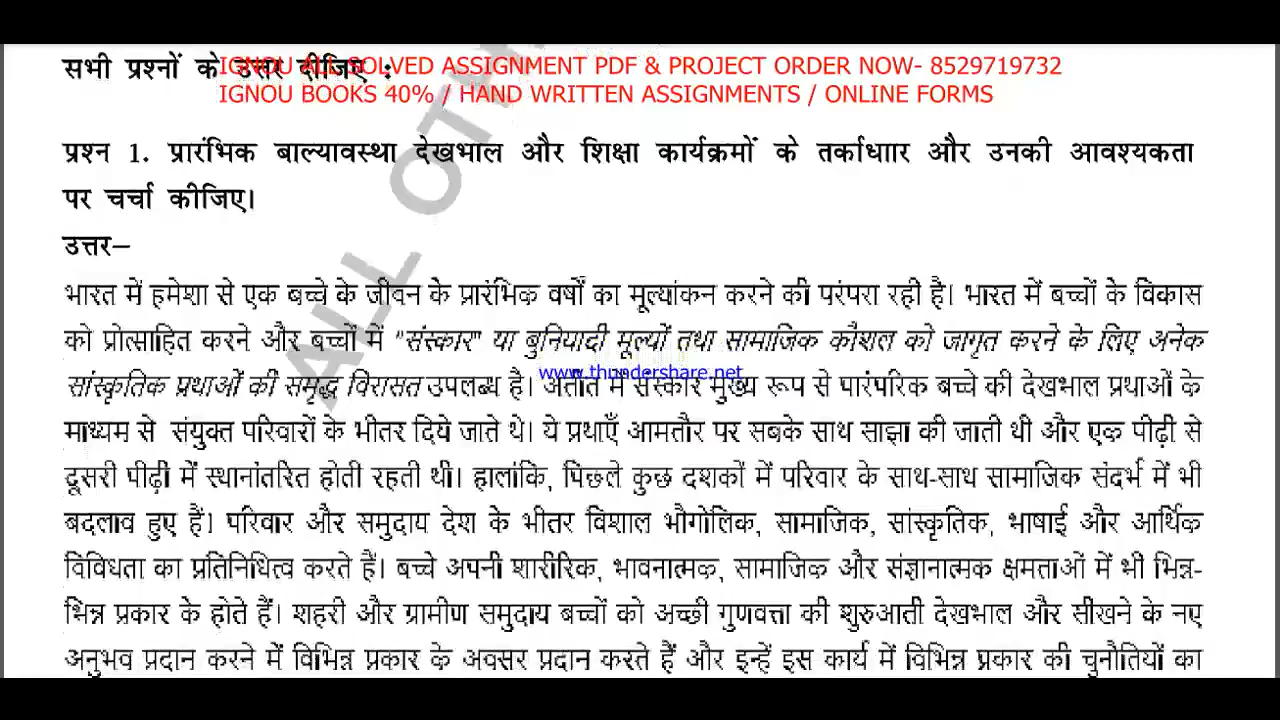 सभी प्रश्नों के उत्तर दीजिए :
IGNOU ALL SOLVED ASSIGNMENT PDF & PROJECT ORDER NOW- 8529719732
IGNOU BOOKS 40% / HAND WRITTEN ASSIGNMENTS / ONLINE FORMS
प्रश्न 1. प्रारंभिक बाल्यावस्था देखभाल और शिक्षा कार्यक्रमों के तर्काधाार और उनकी आवश्यकता
पर चर्चा कीजिए।
उत्तर–
भारत में हमेशा से एक बच्चे के जीवन के प्रारंभिक वर्षों का मूल्यांकन करने की परंपरा रही है। भारत में बच्चों के विकास
को प्रोत्साहित करने और बच्चों में "संस्कार" या बुनियादी मूल्यों तथा सामाजिक कौशल को जागृत करने के लिए अनेक
सांस्कृतिक प्रथाओं की समृद्ध विरासत उपलब्ध है। अतीत में संस्कार मुख्य रूप से पारंपरिक बच्चे की देखभाल प्रथाओं के
www.thundershare.net
माध्यम से संयुक्त परिवारों के भीतर दिये जाते थे। ये प्रथाएँ आमतौर पर सबके साथ साझा की जाती थी और एक पीढ़ी से
दूसरी पीढ़ी में स्थानांतरित होती रहती थी। हालांकि, पिछले कुछ दशकों में परिवार के साथ-साथ सामाजिक संदर्भ में भी
बदलाव हुए हैं। परिवार और समुदाय देश के भीतर विशाल भौगोलिक, सामाजिक, सांस्कृतिक, भाषाई और आर्थिक
विविधता का प्रतिनिधित्व करते हैं। बच्चे अपनी शारीरिक, भावनात्मक, सामाजिक और संज्ञानात्मक क्षमत्ताओं में भी भिन्न-
भिन्न प्रकार के होते हैं। शहरी और ग्रामीण समुदाय बच्चों को अच्छी गुणवत्ता की शुरुआती देखभाल और सीखने के नए
अनुभव प्रदान करने में विभिन्न प्रकार के अवसर प्रदान करते हैं और इन्हें इस कार्य में विभिन्न प्रकार की चुनौतियों का